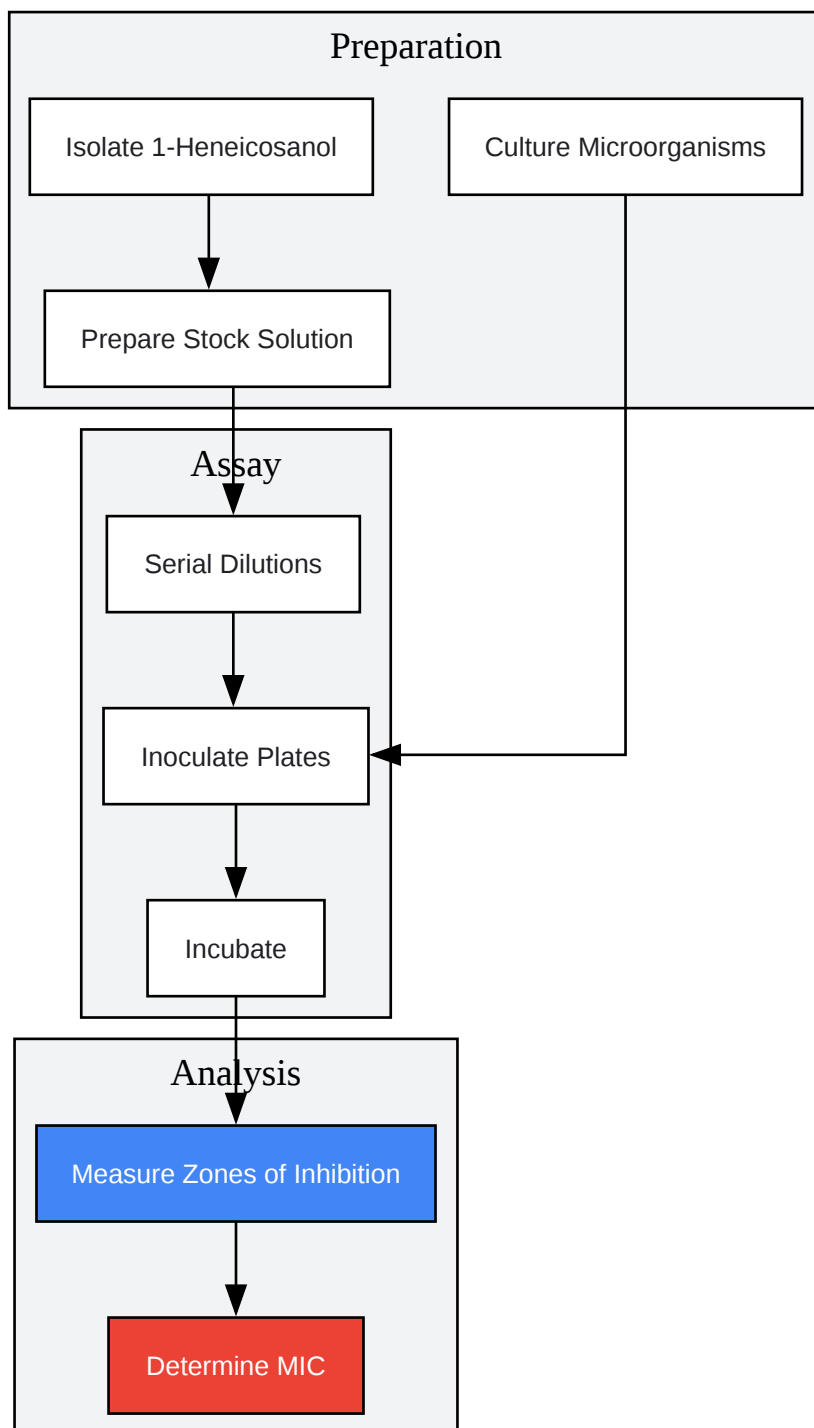 Preparation
Isolate 1-Heneicosanol
Culture Microorganisms
Prepare Stock Solution
Assay
Serial Dilutions
Inoculate Plates
Incubate
Analysis
Measure Zones of Inhibition
Determine MIC